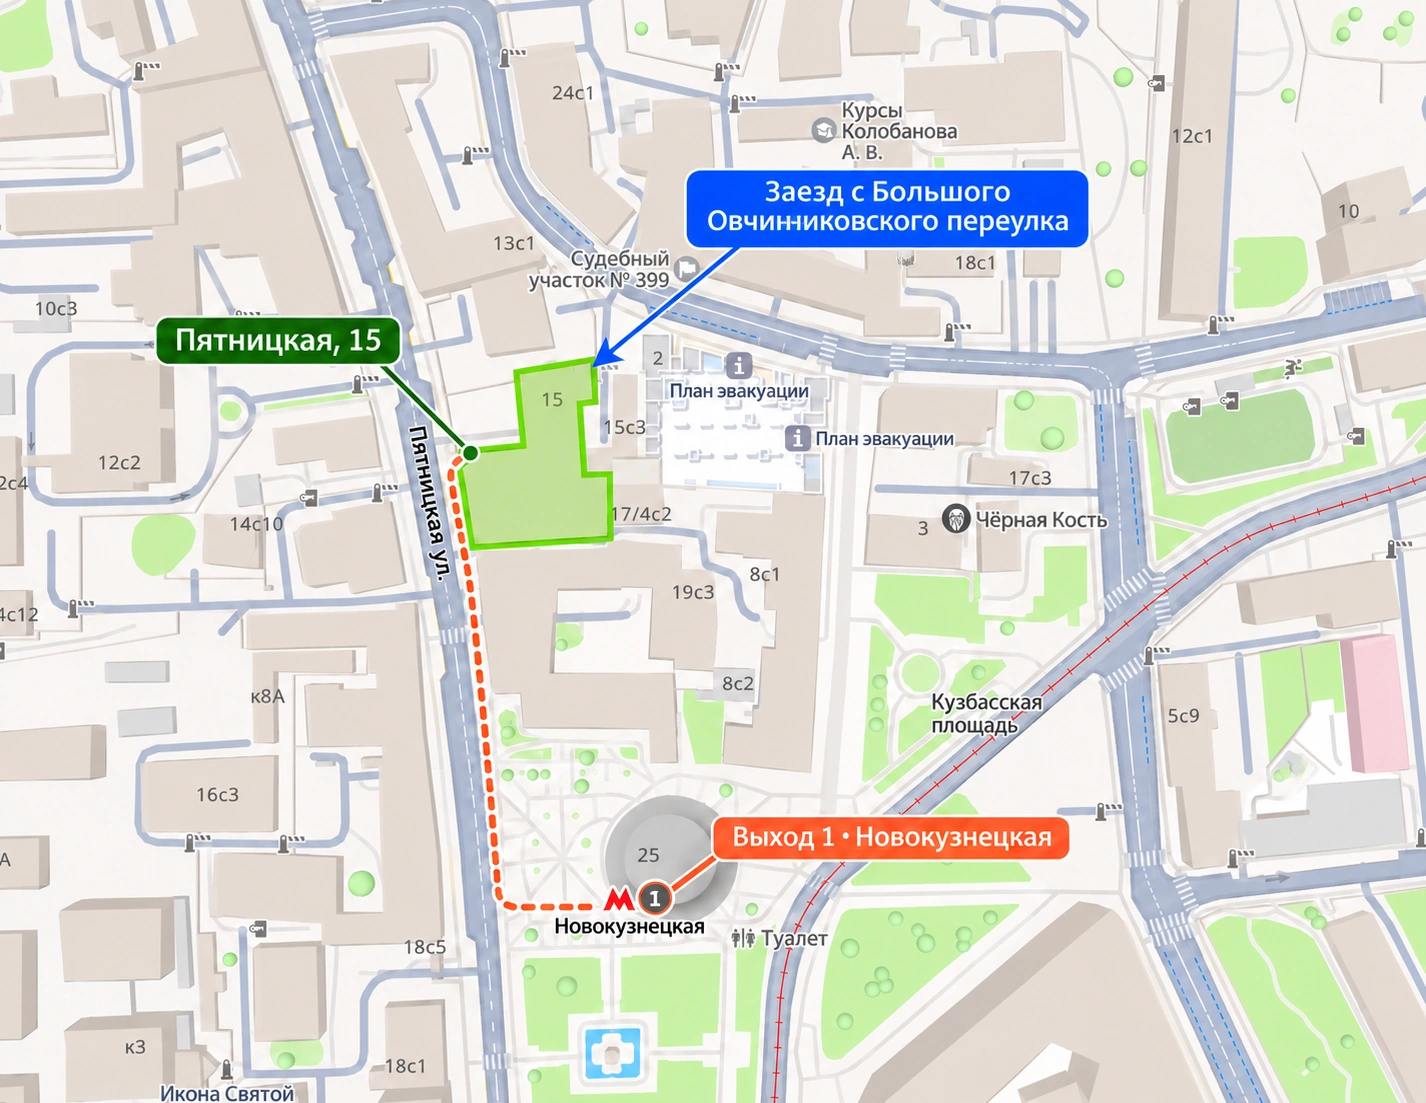 24с1
Курсы
Колобанова
А. В.
12с1
Заезд с Большого
Овчинниковского переулка
10
13с1
Судебный
участок № 399
18с1
10с3
Пятницкая, 15
2
План эвакуации
15
15с3
План эвакуации
12с2
2с4
17с3
Пятницкая ул.
14с10
17/4с2
3
Чёрная Кость
8с1
19с3
4с12
8с2
к8А
Кузбасская
площадь
5с9
16с3
Выход 1 • Новокузнецкая
25
А
1
Новокузнецкая
Туалет
18с5
к3
18с1
Икона Святой